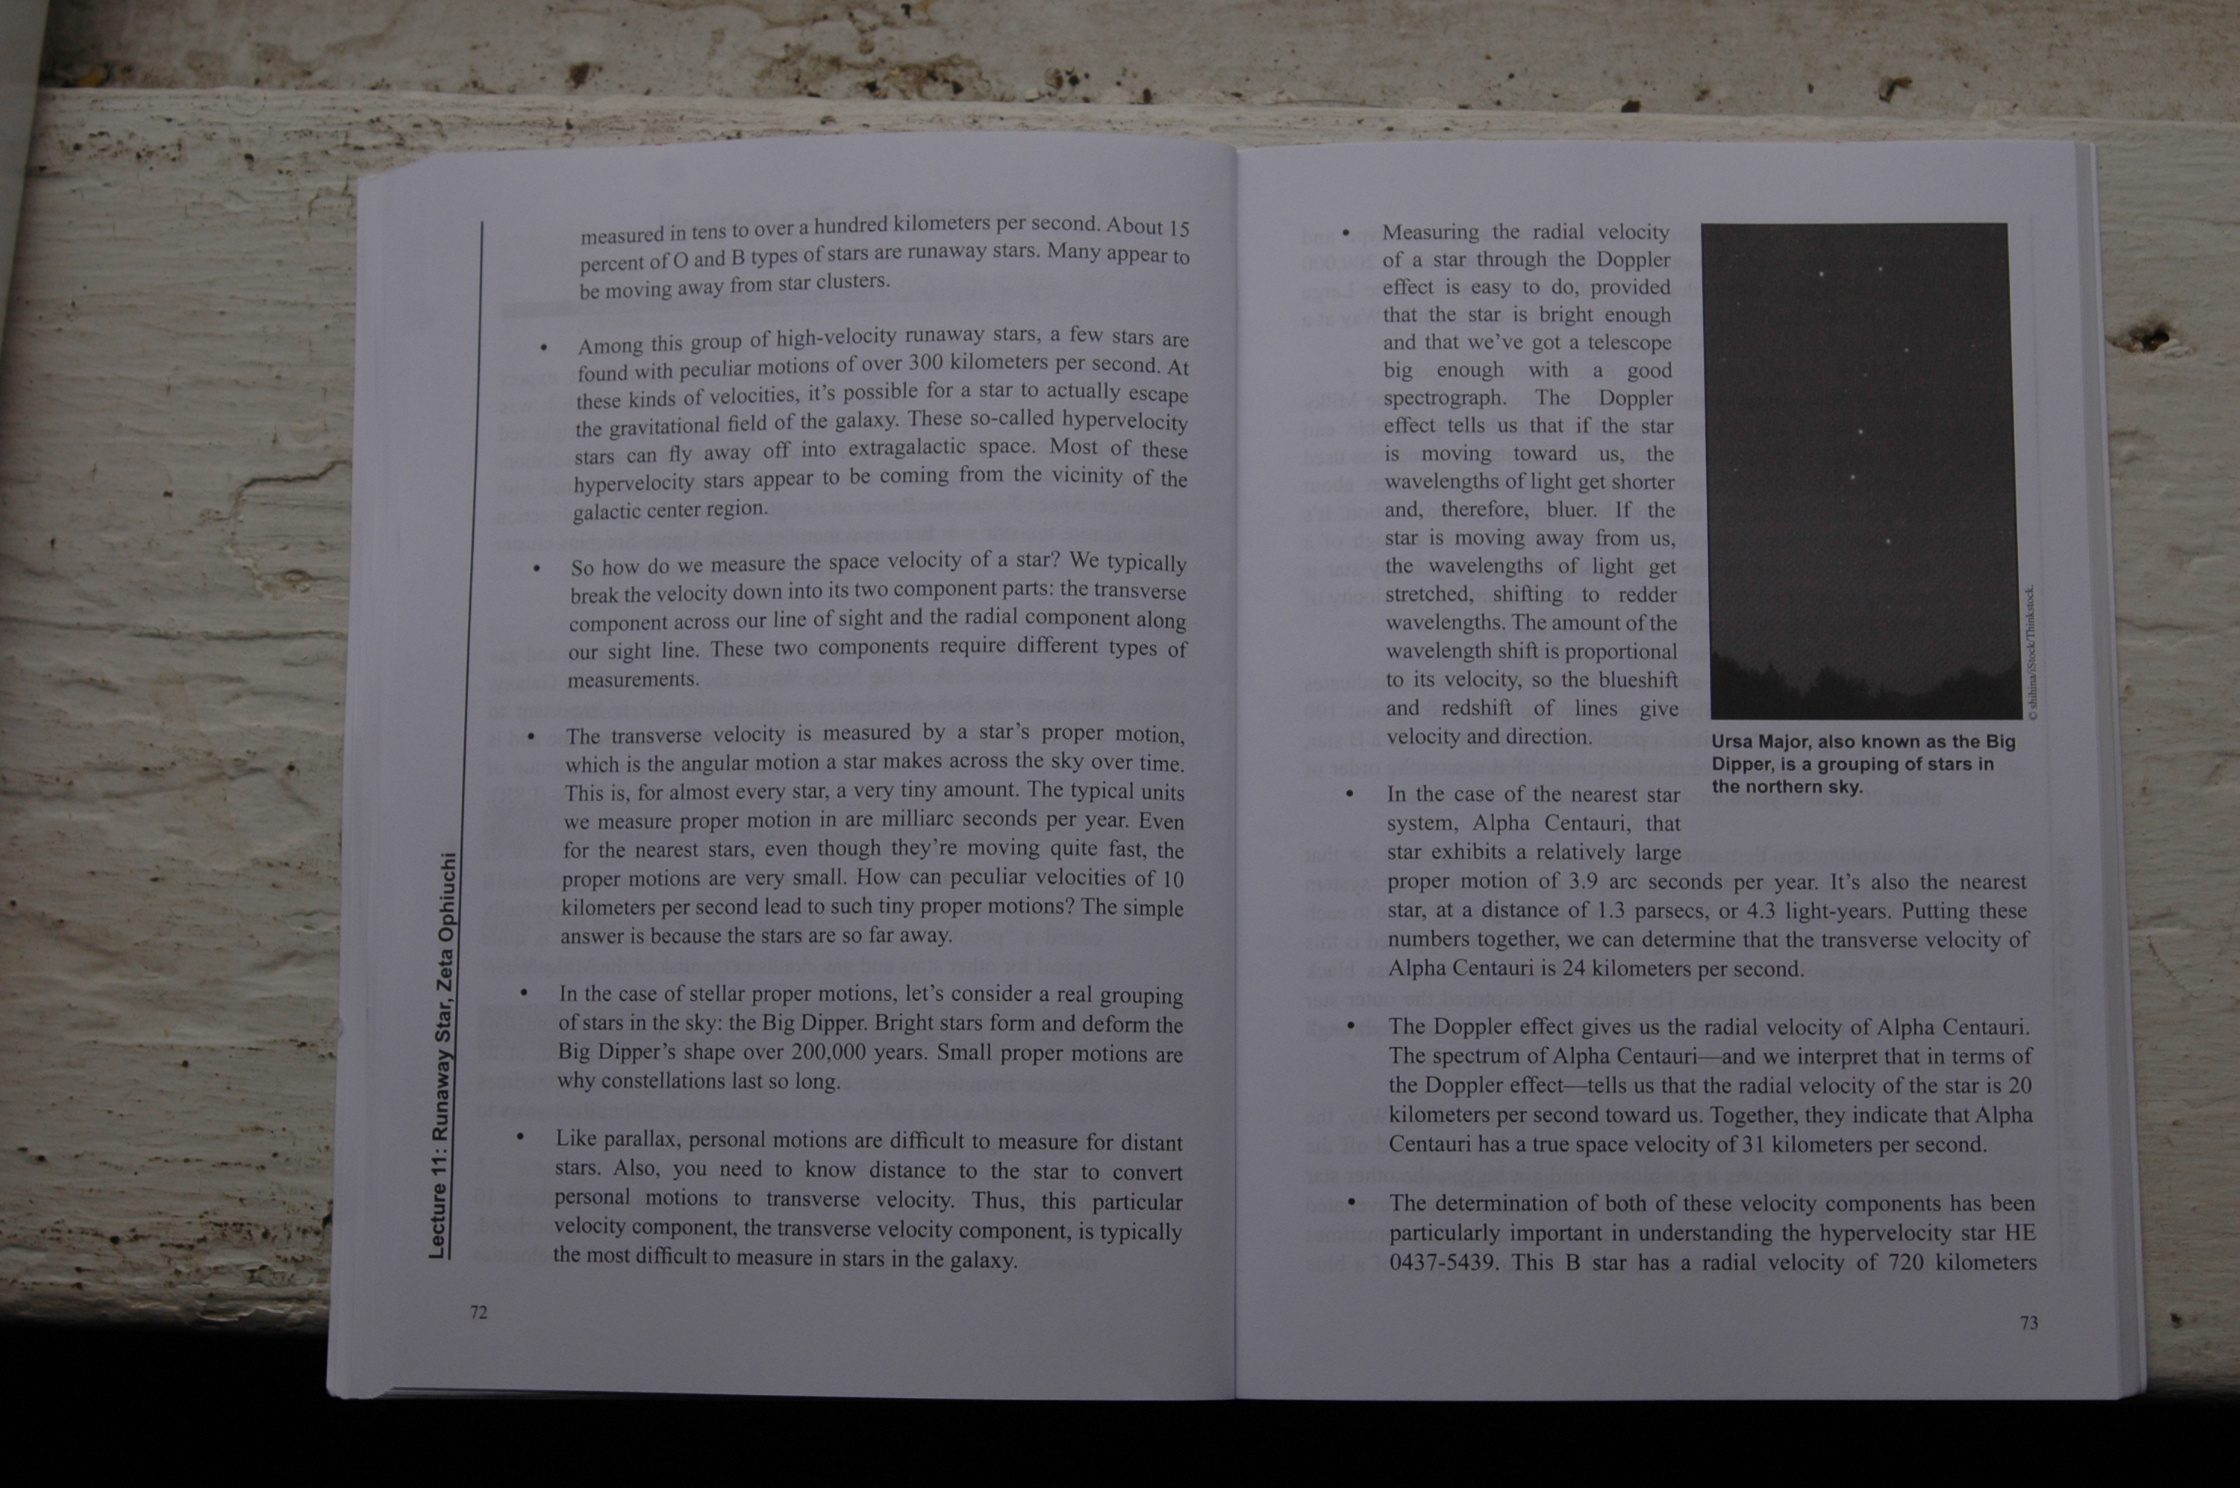 measured in tens to over a hundred kilometers per second. About 15
percent of O and B types of stars are runaway stars. Many appear to
be moving away from star clusters.
• Among this group of high-velocity runaway stars, a few stars are
found with peculiar motions of over 300 kilometers per second. At
these kinds of velocities, it's possible for a star to actually escape
the gravitational field of the galaxy. These so-called hypervelocity
stars can fly away off into extragalactic space. Most of these
hypervelocity stars appear to be coming from the vicinity of the
galactic center region.
• So how do we measure the space velocity of a star? We typically
break the velocity down into its two component parts: the transverse
component across our line of sight and the radial component along
our sight line. These two components require different types of
measurements.
• The transverse velocity is measured by a star's proper motion,
which is the angular motion a star makes across the sky over time.
This is, for almost every star, a very tiny amount. The typical units
we measure proper motion in are milliarc seconds per year. Even
for the nearest stars, even though they're moving quite fast, the
proper motions are very small. How can peculiar velocities of 10
kilometers per second lead to such tiny proper motions? The simple
answer is because the stars are so far away.
• In the case of stellar proper motions, let's consider a real grouping
of stars in the sky: the Big Dipper. Bright stars form and deform the
Big Dipper's shape over 200,000 years. Small proper motions are
why constellations last so long.
• Like parallax, personal motions are difficult to measure for distant
stars. Also, you need to know distance to the star to convert
personal motions to transverse velocity. Thus, this particular
velocity component, the transverse velocity component, is typically
the most difficult to measure in stars in the galaxy.
Lecture 11: Runaway Star, Zeta Ophiuchi
72
• Measuring the radial velocity
of a star through the Doppler
effect is easy to do, provided
that the star is bright enough
and that we've got a telescope
big enough with a good
spectrograph. The Doppler
effect tells us that if the star
is moving toward us, the
wavelengths of light get shorter
and, therefore, bluer. If the
star is moving away from us,
the wavelengths of light get
stretched, shifting to redder
wavelengths. The amount of the
wavelength shift is proportional
to its velocity, so the blueshift
and redshift of lines give
velocity and direction.
© shihina/iStock/Thinkstock.
Ursa Major, also known as the Big
Dipper, is a grouping of stars in
the northern sky.
• In the case of the nearest star
system, Alpha Centauri, that
star exhibits a relatively large
proper motion of 3.9 arc seconds per year. It's also the nearest
star, at a distance of 1.3 parsecs, or 4.3 light-years. Putting these
numbers together, we can determine that the transverse velocity of
Alpha Centauri is 24 kilometers per second.
• The Doppler effect gives us the radial velocity of Alpha Centauri.
The spectrum of Alpha Centauri—and we interpret that in terms of
the Doppler effect—tells us that the radial velocity of the star is 20
kilometers per second toward us. Together, they indicate that Alpha
Centauri has a true space velocity of 31 kilometers per second.
• The determination of both of these velocity components has been
particularly important in understanding the hypervelocity star HE
0437-5439. This B star has a radial velocity of 720 kilometers
73